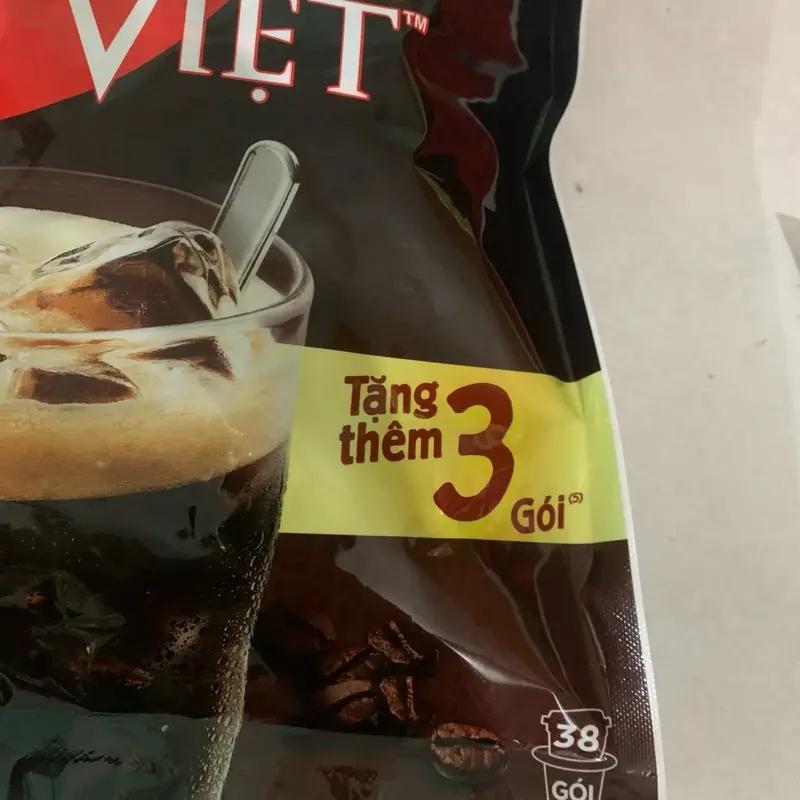 VIỆT™
Tặng
thêm 3
Gói(5)
38
GÓI